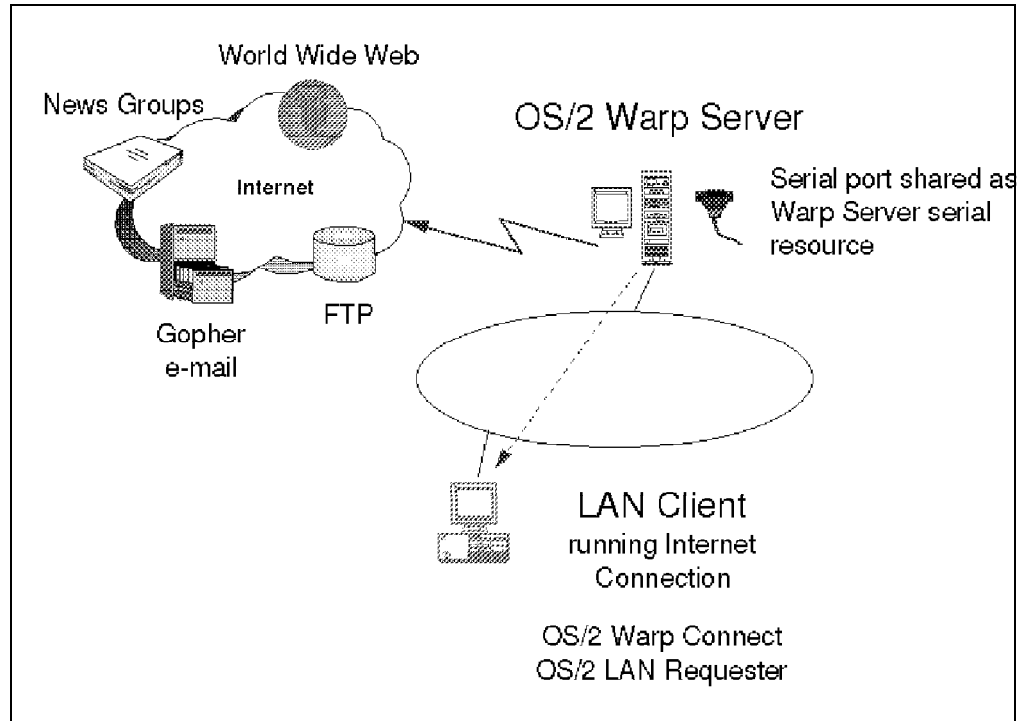 World Wide Web
News Groups
Internet
FTP
Gopher
e-mail
OS/2 Warp Server
Serial port shared as
Warp Server serial
resource
LAN Client
running Internet
Connection
OS/2 Warp Connect
OS/2 LAN Requester